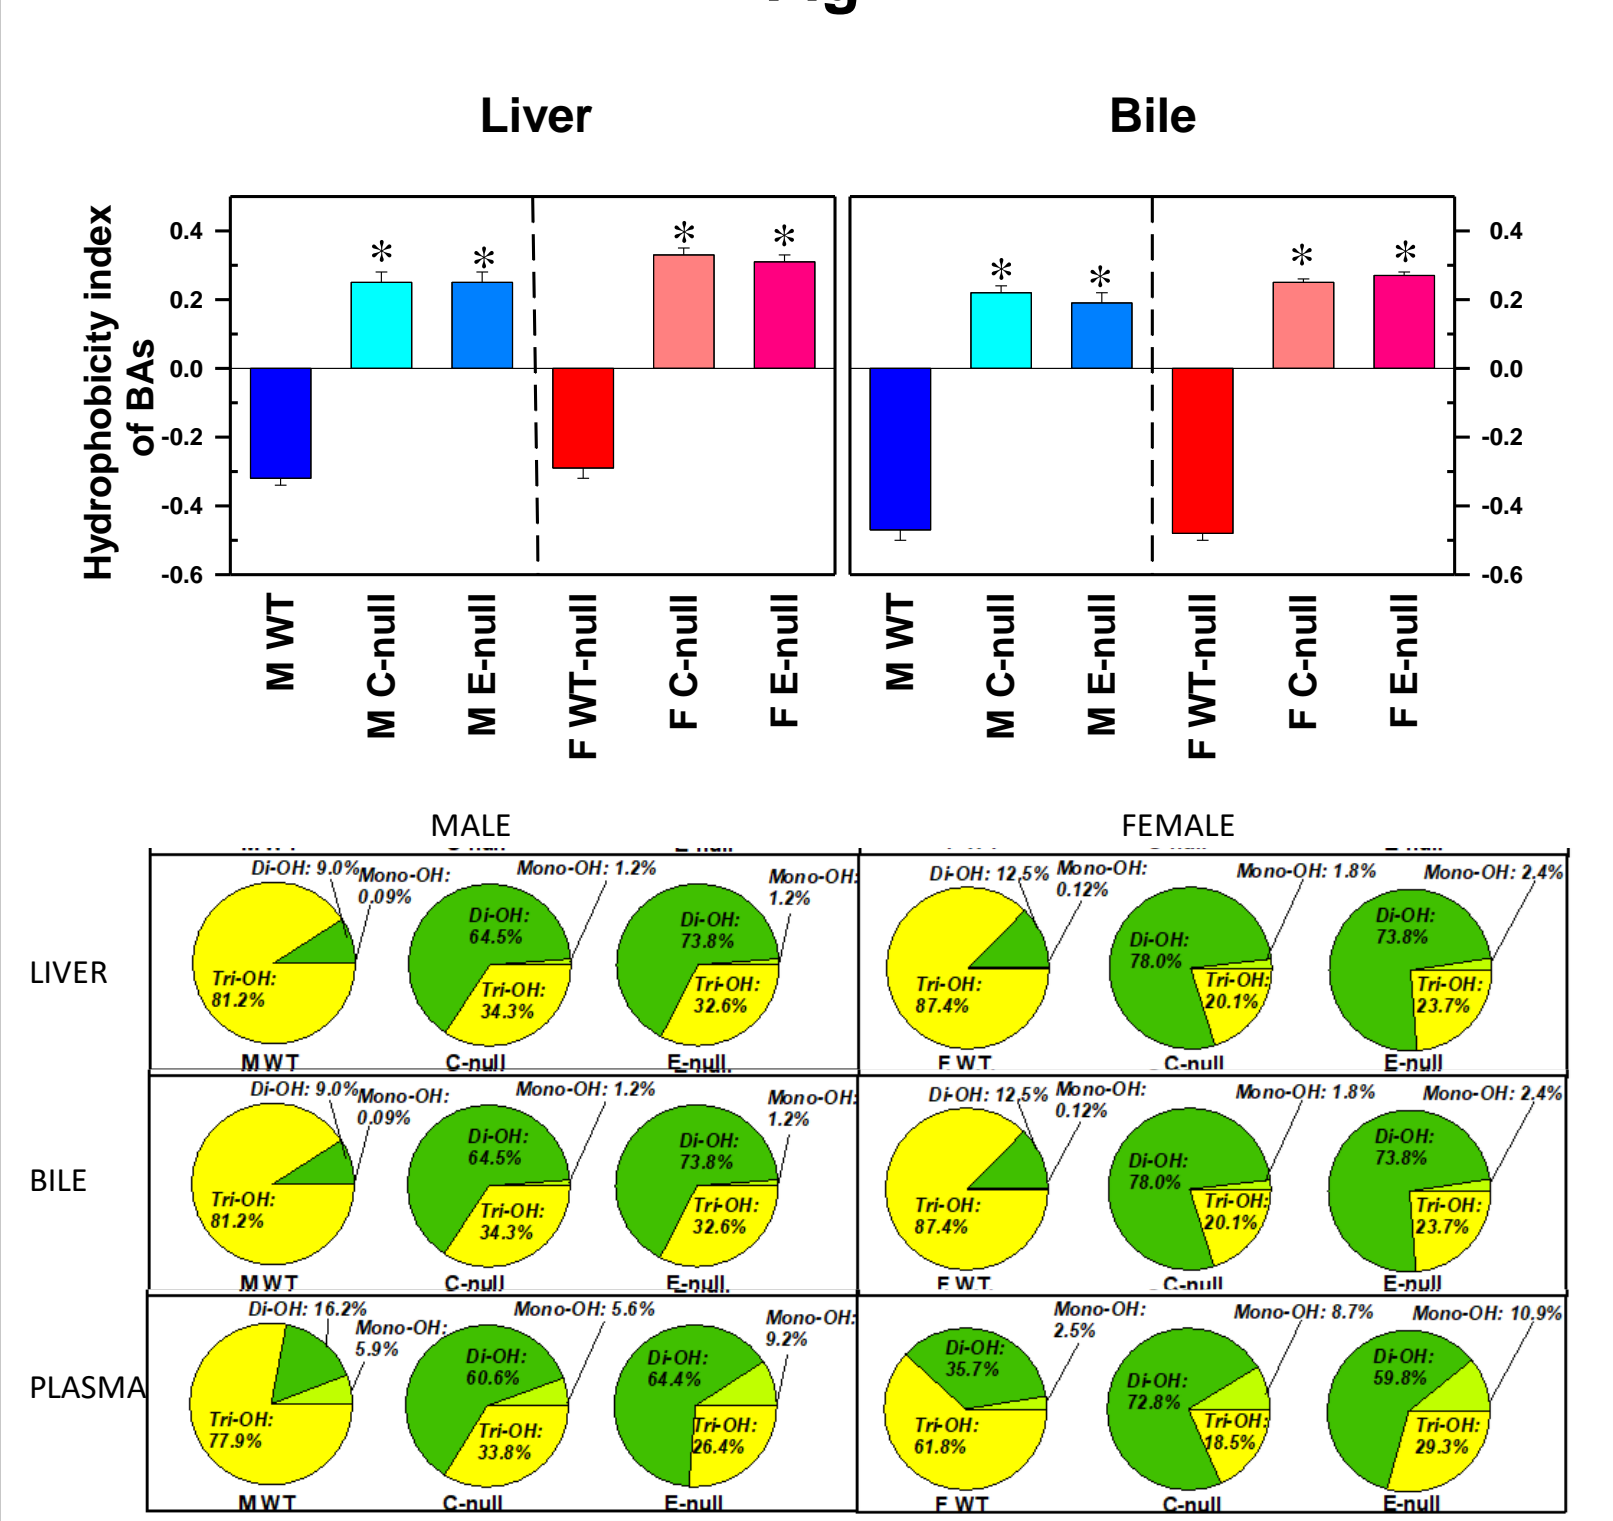 Liver
Bile
Hydrophobicity index
of BAs
0.4
0.2
0.0
-0.2
-0.4
-0.6
0.4
0.2
0.0
-0.2
-0.4
-0.6
*
*
*
*
*
*
*
*
M WT
M C-null
M E-null
F WT-null
F C-null
F E-null
M WT
M C-null
M E-null
F WT-null
F C-null
F E-null
MALE
FEMALE
LIVER
Di-OH: 9.0%
Mono-OH:
0.09%
Tri-OH:
81.2%
M WT
Mono-OH: 1.2%
Di-OH:
64.5%
Tri-OH:
34.3%
C-null
Mono-OH:
1.2%
Di-OH:
73.8%
Tri-OH:
32.6%
E-null
Di-OH: 12.5%
Mono-OH:
0.12%
Tri-OH:
87.4%
F WT
Mono-OH: 1.8%
Di-OH:
78.0%
Tri-OH:
20.1%
C-null
Mono-OH: 2.4%
Di-OH:
73.8%
Tri-OH:
23.7%
E-null
BILE
Di-OH: 9.0%
Mono-OH:
0.09%
Tri-OH:
81.2%
M WT
Mono-OH: 1.2%
Di-OH:
64.5%
Tri-OH:
34.3%
C-null
Mono-OH:
1.2%
Di-OH:
73.8%
Tri-OH:
32.6%
E-null
Di-OH: 12.5%
Mono-OH:
0.12%
Tri-OH:
87.4%
F WT
Mono-OH: 1.8%
Di-OH:
78.0%
Tri-OH:
20.1%
C-null
Mono-OH: 2.4%
Di-OH:
73.8%
Tri-OH:
23.7%
E-null
PLASMA
Di-OH: 16.2%
Mono-OH:
5.9%
Tri-OH:
77.9%
M WT
Mono-OH: 5.6%
Di-OH:
60.6%
Tri-OH:
33.8%
C-null
Mono-OH:
9.2%
Di-OH:
64.4%
Tri-OH:
26.4%
E-null
Mono-OH:
2.5%
Di-OH:
35.7%
Tri-OH:
61.8%
F WT
Mono-OH: 8.7%
Di-OH:
72.8%
Tri-OH:
18.5%
C-null
Mono-OH: 10.9%
Di-OH:
59.8%
Tri-OH:
29.3%
E-null